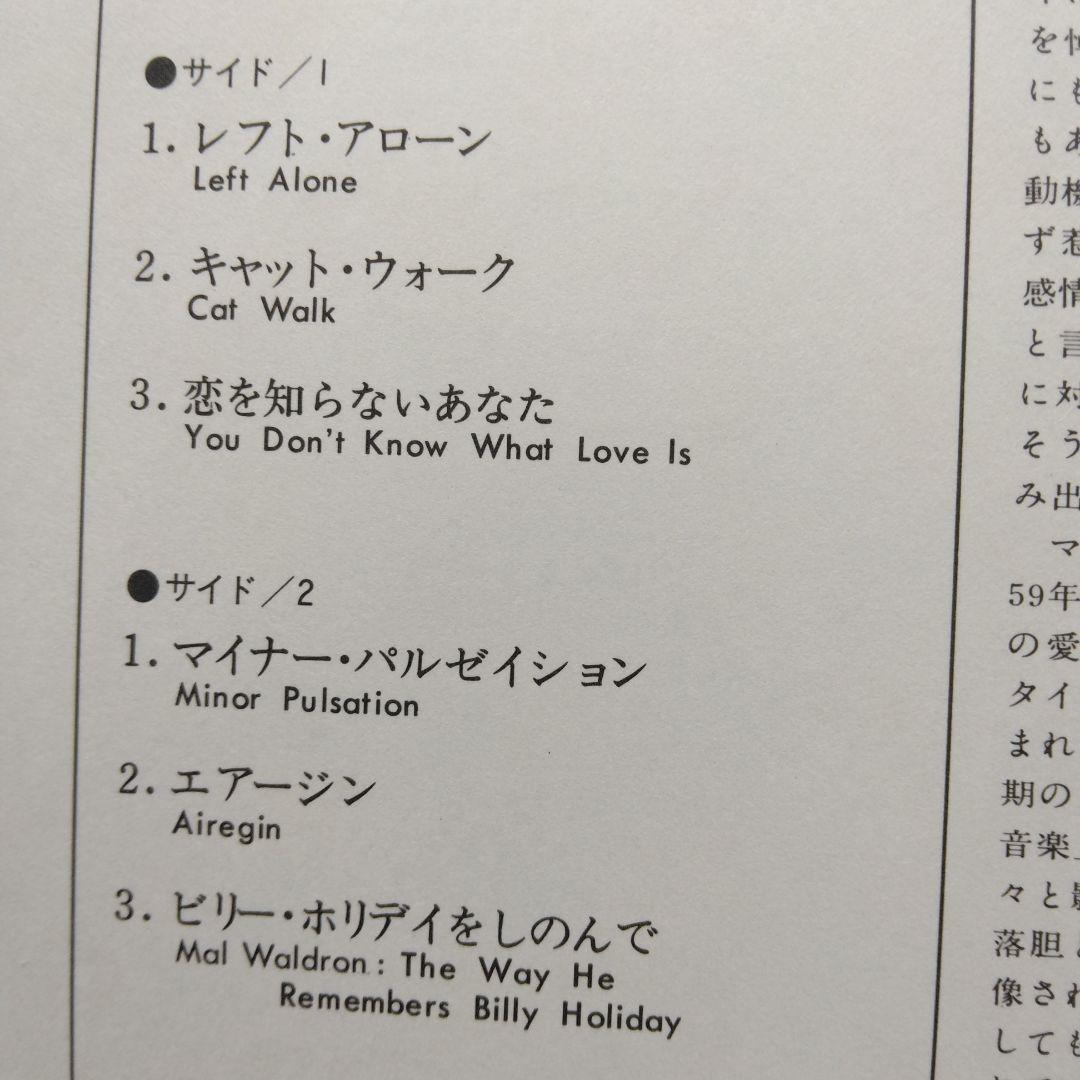 ●サイド／1
1. レフト・アローン
Left Alone
2. キャット・ウォーク
Cat Walk
3. 恋を知らないあなた
You Don't Know What Love Is
●サイド／2
1. マイナー・パルゼイション
Minor Pulsation
2. エアージン
Airegin
3. ビリー・ホリデイをしのんで
Mal Waldron: The Way He
Remembers Billy Holiday
を悼
にも
もあ
動機
ず惹
感情
と言
に対
そう
み出
マ
59年
の愛
タイ
まれ
期の
音楽
々と
落胆
像され
しても